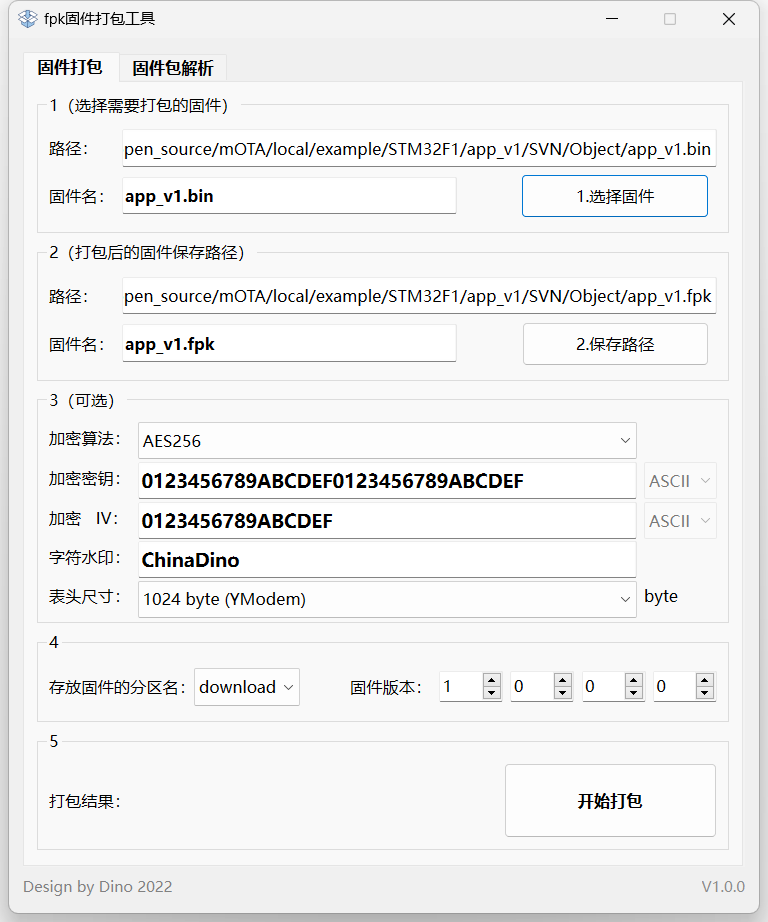 fpk固件打包工具
固件打包 固件包解析
1（选择需要打包的固件）
路径： pen_source/mOTA/local/example/STM32F1/app_v1/SVN/Object/app_v1.bin
固件名： app_v1.bin 1.选择固件
2（打包后的固件保存路径）
路径： pen_source/mOTA/local/example/STM32F1/app_v1/SVN/Object/app_v1.fpk
固件名： app_v1.fpk 2.保存路径
3（可选）
加密算法： AES256
加密密钥： 0123456789ABCDEF0123456789ABCDEF ASCII
加密 IV： 0123456789ABCDEF ASCII
字符水印： ChinaDino
表头尺寸： 1024 byte (YModem) byte
4
存放固件的分区名： download 固件版本： 1 0 0 0
5
打包结果： 开始打包
Design by Dino 2022 V1.0.0